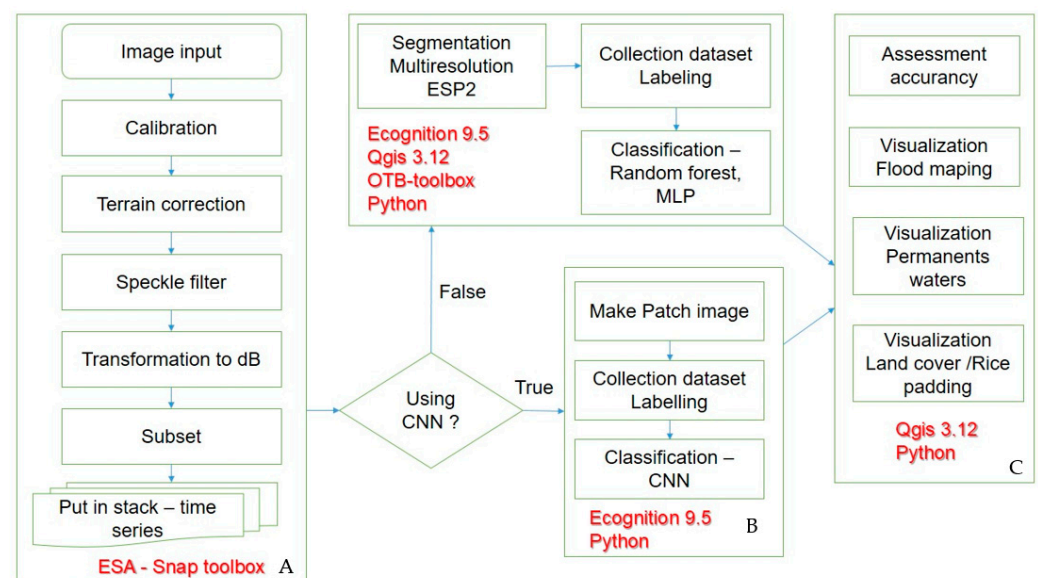 Image input
Calibration
Terrain correction
Speckle filter
Transformation to dB
Subset
Put in stack – time
series
ESA - Snap toolbox
A
Using
CNN ?
False
True
Segmentation
Multiresolution
ESP2
Collection dataset
Labeling
Classification –
Random forest,
MLP
Ecognition 9.5
Qgis 3.12
OTB-toolbox
Python
Make Patch image
Collection dataset
Labelling
Classification –
CNN
Ecognition 9.5
Python
B
Assessment
accurancy
Visualization
Flood maping
Visualization
Permanents
waters
Visualization
Land cover /Rice
padding
Qgis 3.12
Python
C